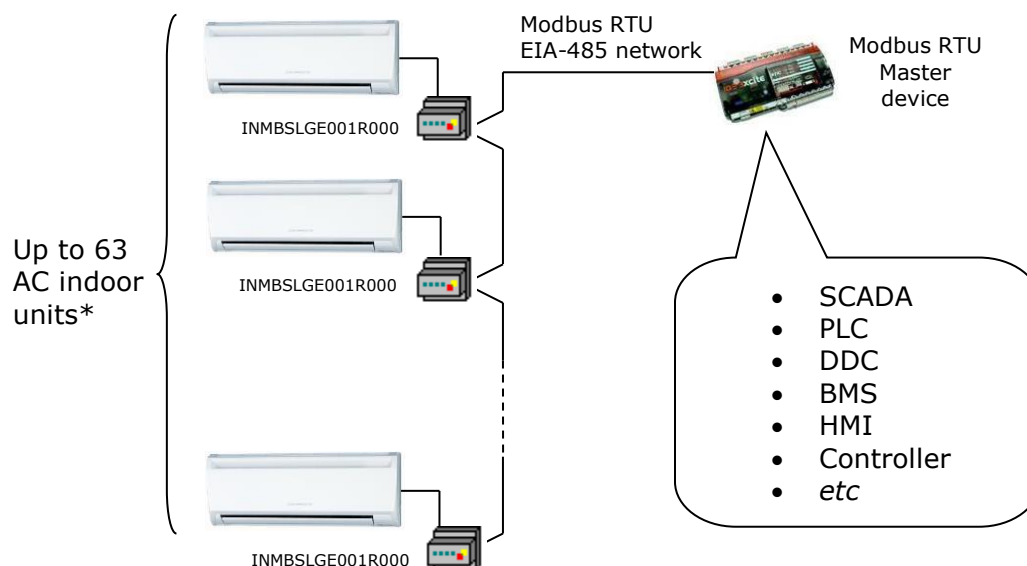 Modbus RTU
EIA-485 network
Modbus RTU
Master
device
INMBSLGE001R000
INMBSLGE001R000
Up to 63
AC indoor
units*
• SCADA
• PLC
• DDC
• BMS
• HMI
• Controller
• etc
INMBSLGE001R000